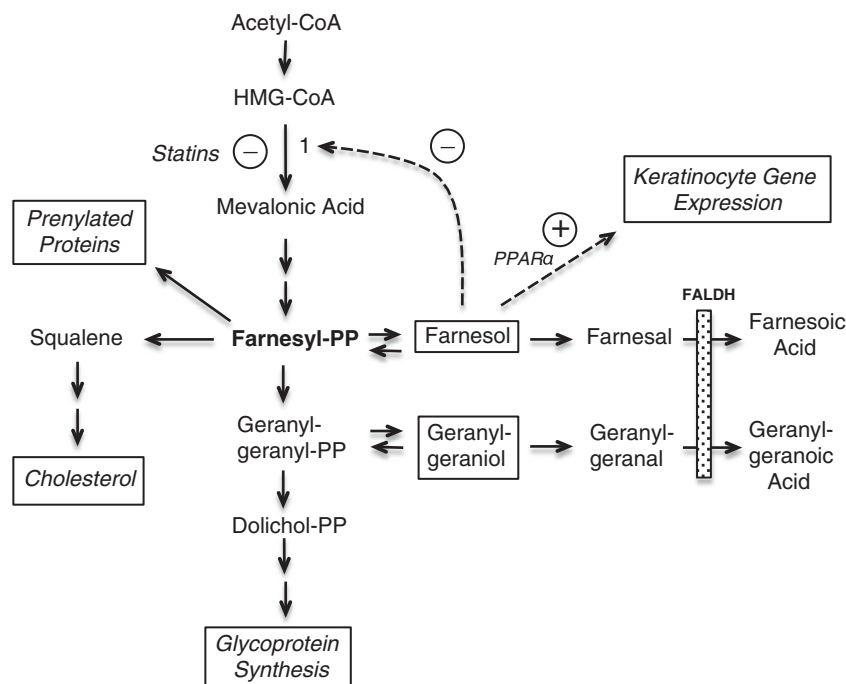 Acetyl-CoA
HMG-CoA
Statins
−
1
−
Keratinocyte Gene
Expression
Mevalonic Acid
Prenylated
Proteins
+
PPARα
FALDH
Squalene
Farnesyl-PP
Farnesol
Farnesal
Farnesoic
Acid
Geranyl-
geranyl-PP
Geranyl-
geraniol
Geranyl-
geranal
Geranyl-
geranoic
Acid
Cholesterol
Dolichol-PP
Glycoprotein
Synthesis